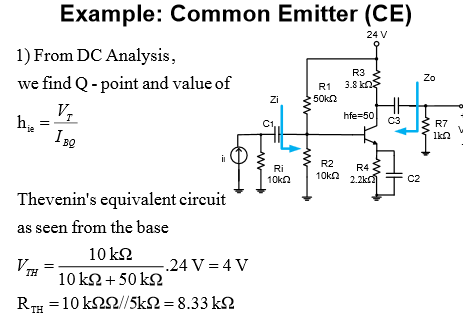 Example: Common Emitter (CE)
24 V
1) From DC Analysis,
we find Q - point and value of
h_ie = V_T / I_BQ
R3
3.8 kΩ
R1
50kΩ
Zo
Zi
hfe=50
C1
C3
R7
1kΩ
V
ii
Ri
10kΩ
R2
10kΩ
R4
2.2kΩ
C2
Thevenin's equivalent circuit
as seen from the base
V_TH = 10 kΩ / 10 kΩ + 50 kΩ .24 V = 4 V
R_TH = 10 kΩΩ//5kΩ = 8.33 kΩ